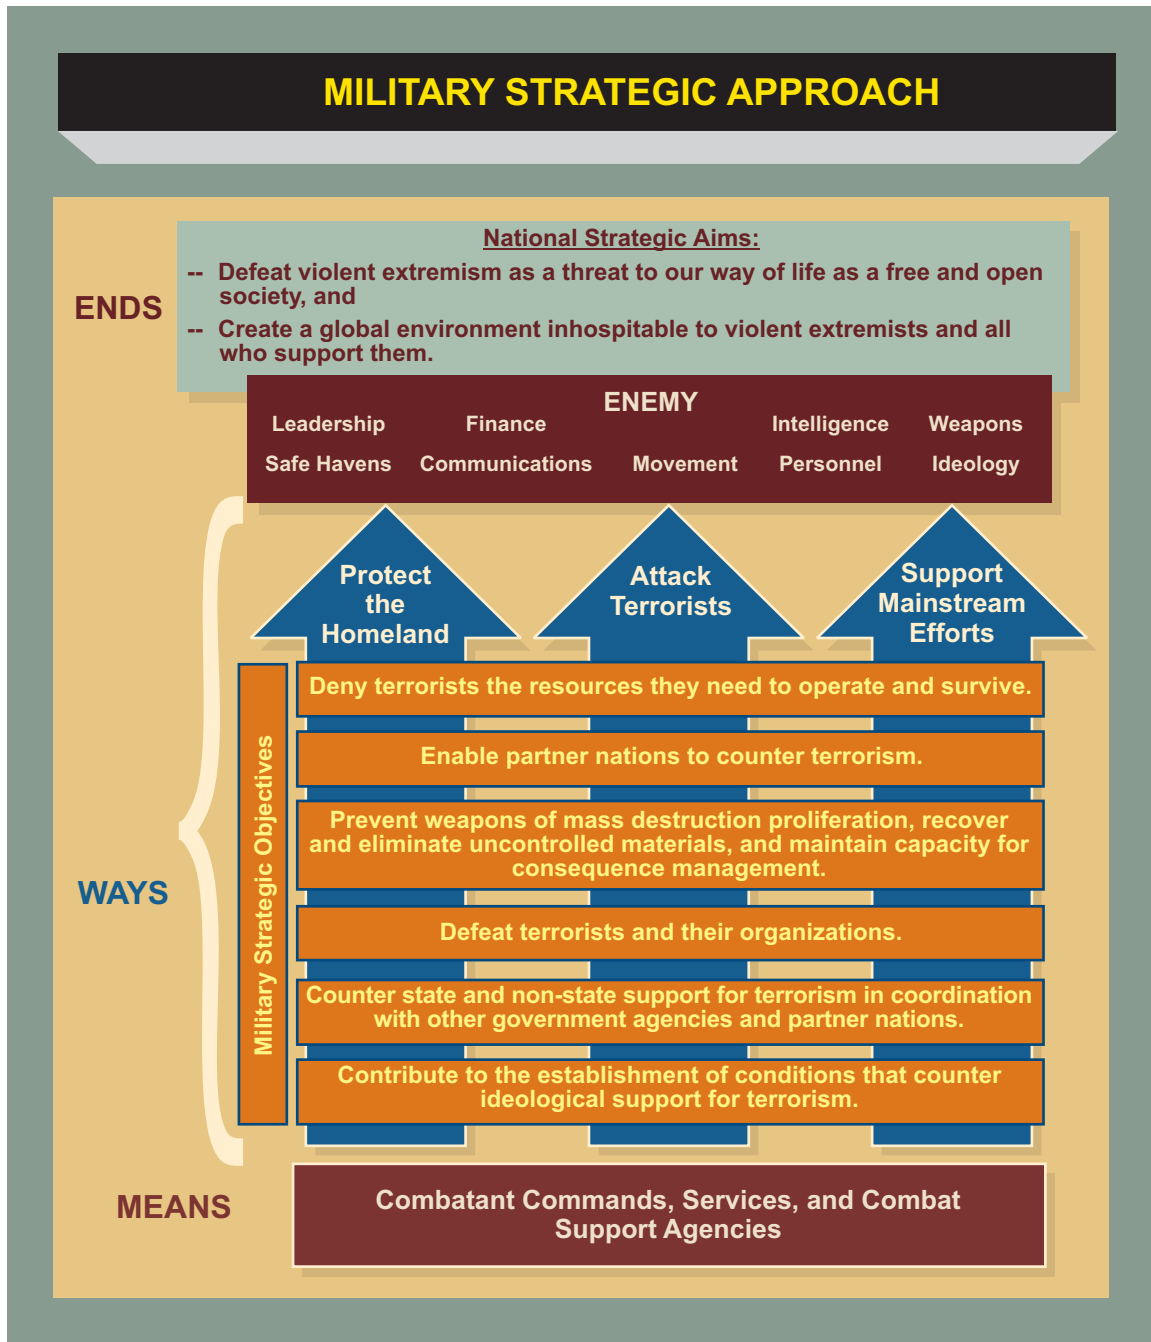 MILITARY STRATEGIC APPROACH
ENDS
National Strategic Aims:
-- Defeat violent extremism as a threat to our way of life as a free and open
society, and
-- Create a global environment inhospitable to violent extremists and all
who support them.
ENEMY
Leadership Finance Intelligence Weapons
Safe Havens Communications Movement Personnel Ideology
WAYS
Protect
the
Homeland
Attack
Terrorists
Support
Mainstream
Efforts
Military Strategic Objectives
Deny terrorists the resources they need to operate and survive.
Enable partner nations to counter terrorism.
Prevent weapons of mass destruction proliferation, recover
and eliminate uncontrolled materials, and maintain capacity for
consequence management.
Defeat terrorists and their organizations.
Counter state and non-state support for terrorism in coordination
with other government agencies and partner nations.
Contribute to the establishment of conditions that counter
ideological support for terrorism.
MEANS
Combatant Commands, Services, and Combat
Support Agencies